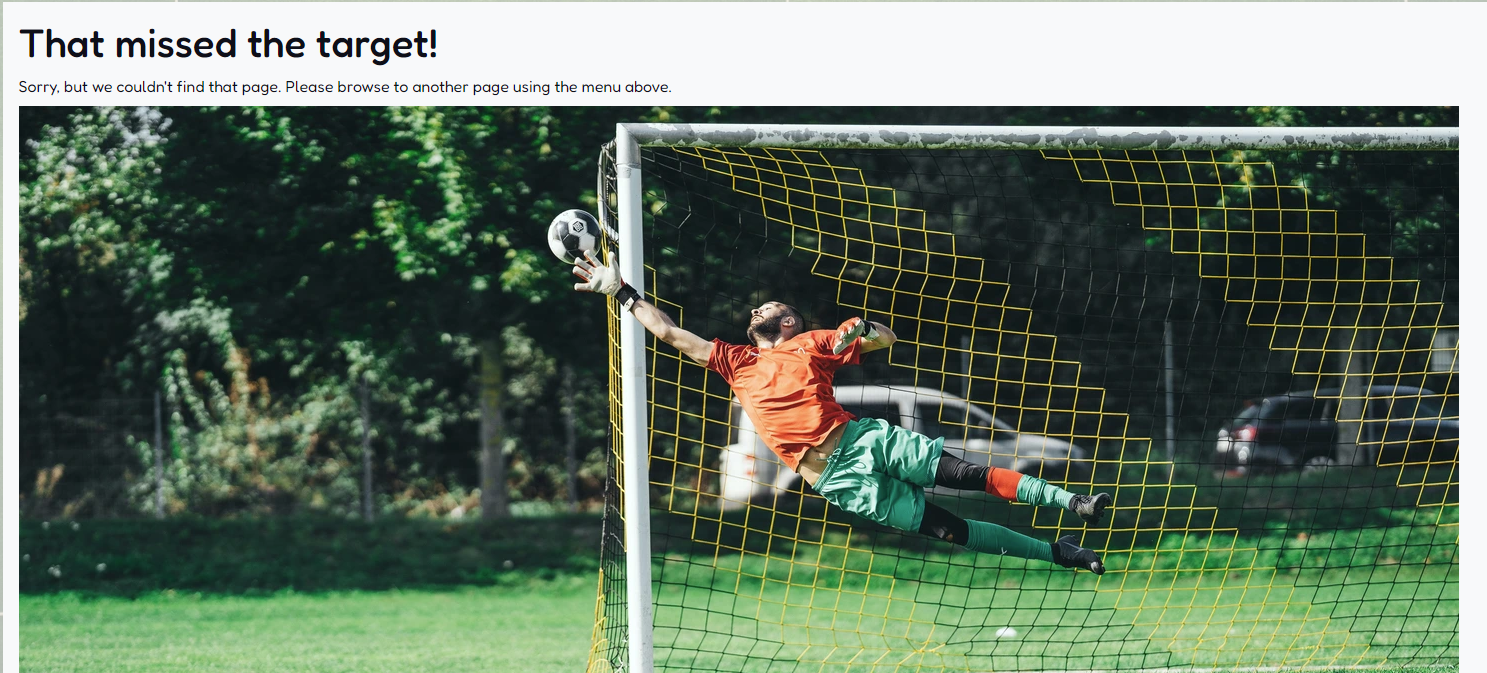 That missed the target!
Sorry, but we couldn't find that page. Please browse to another page using the menu above.